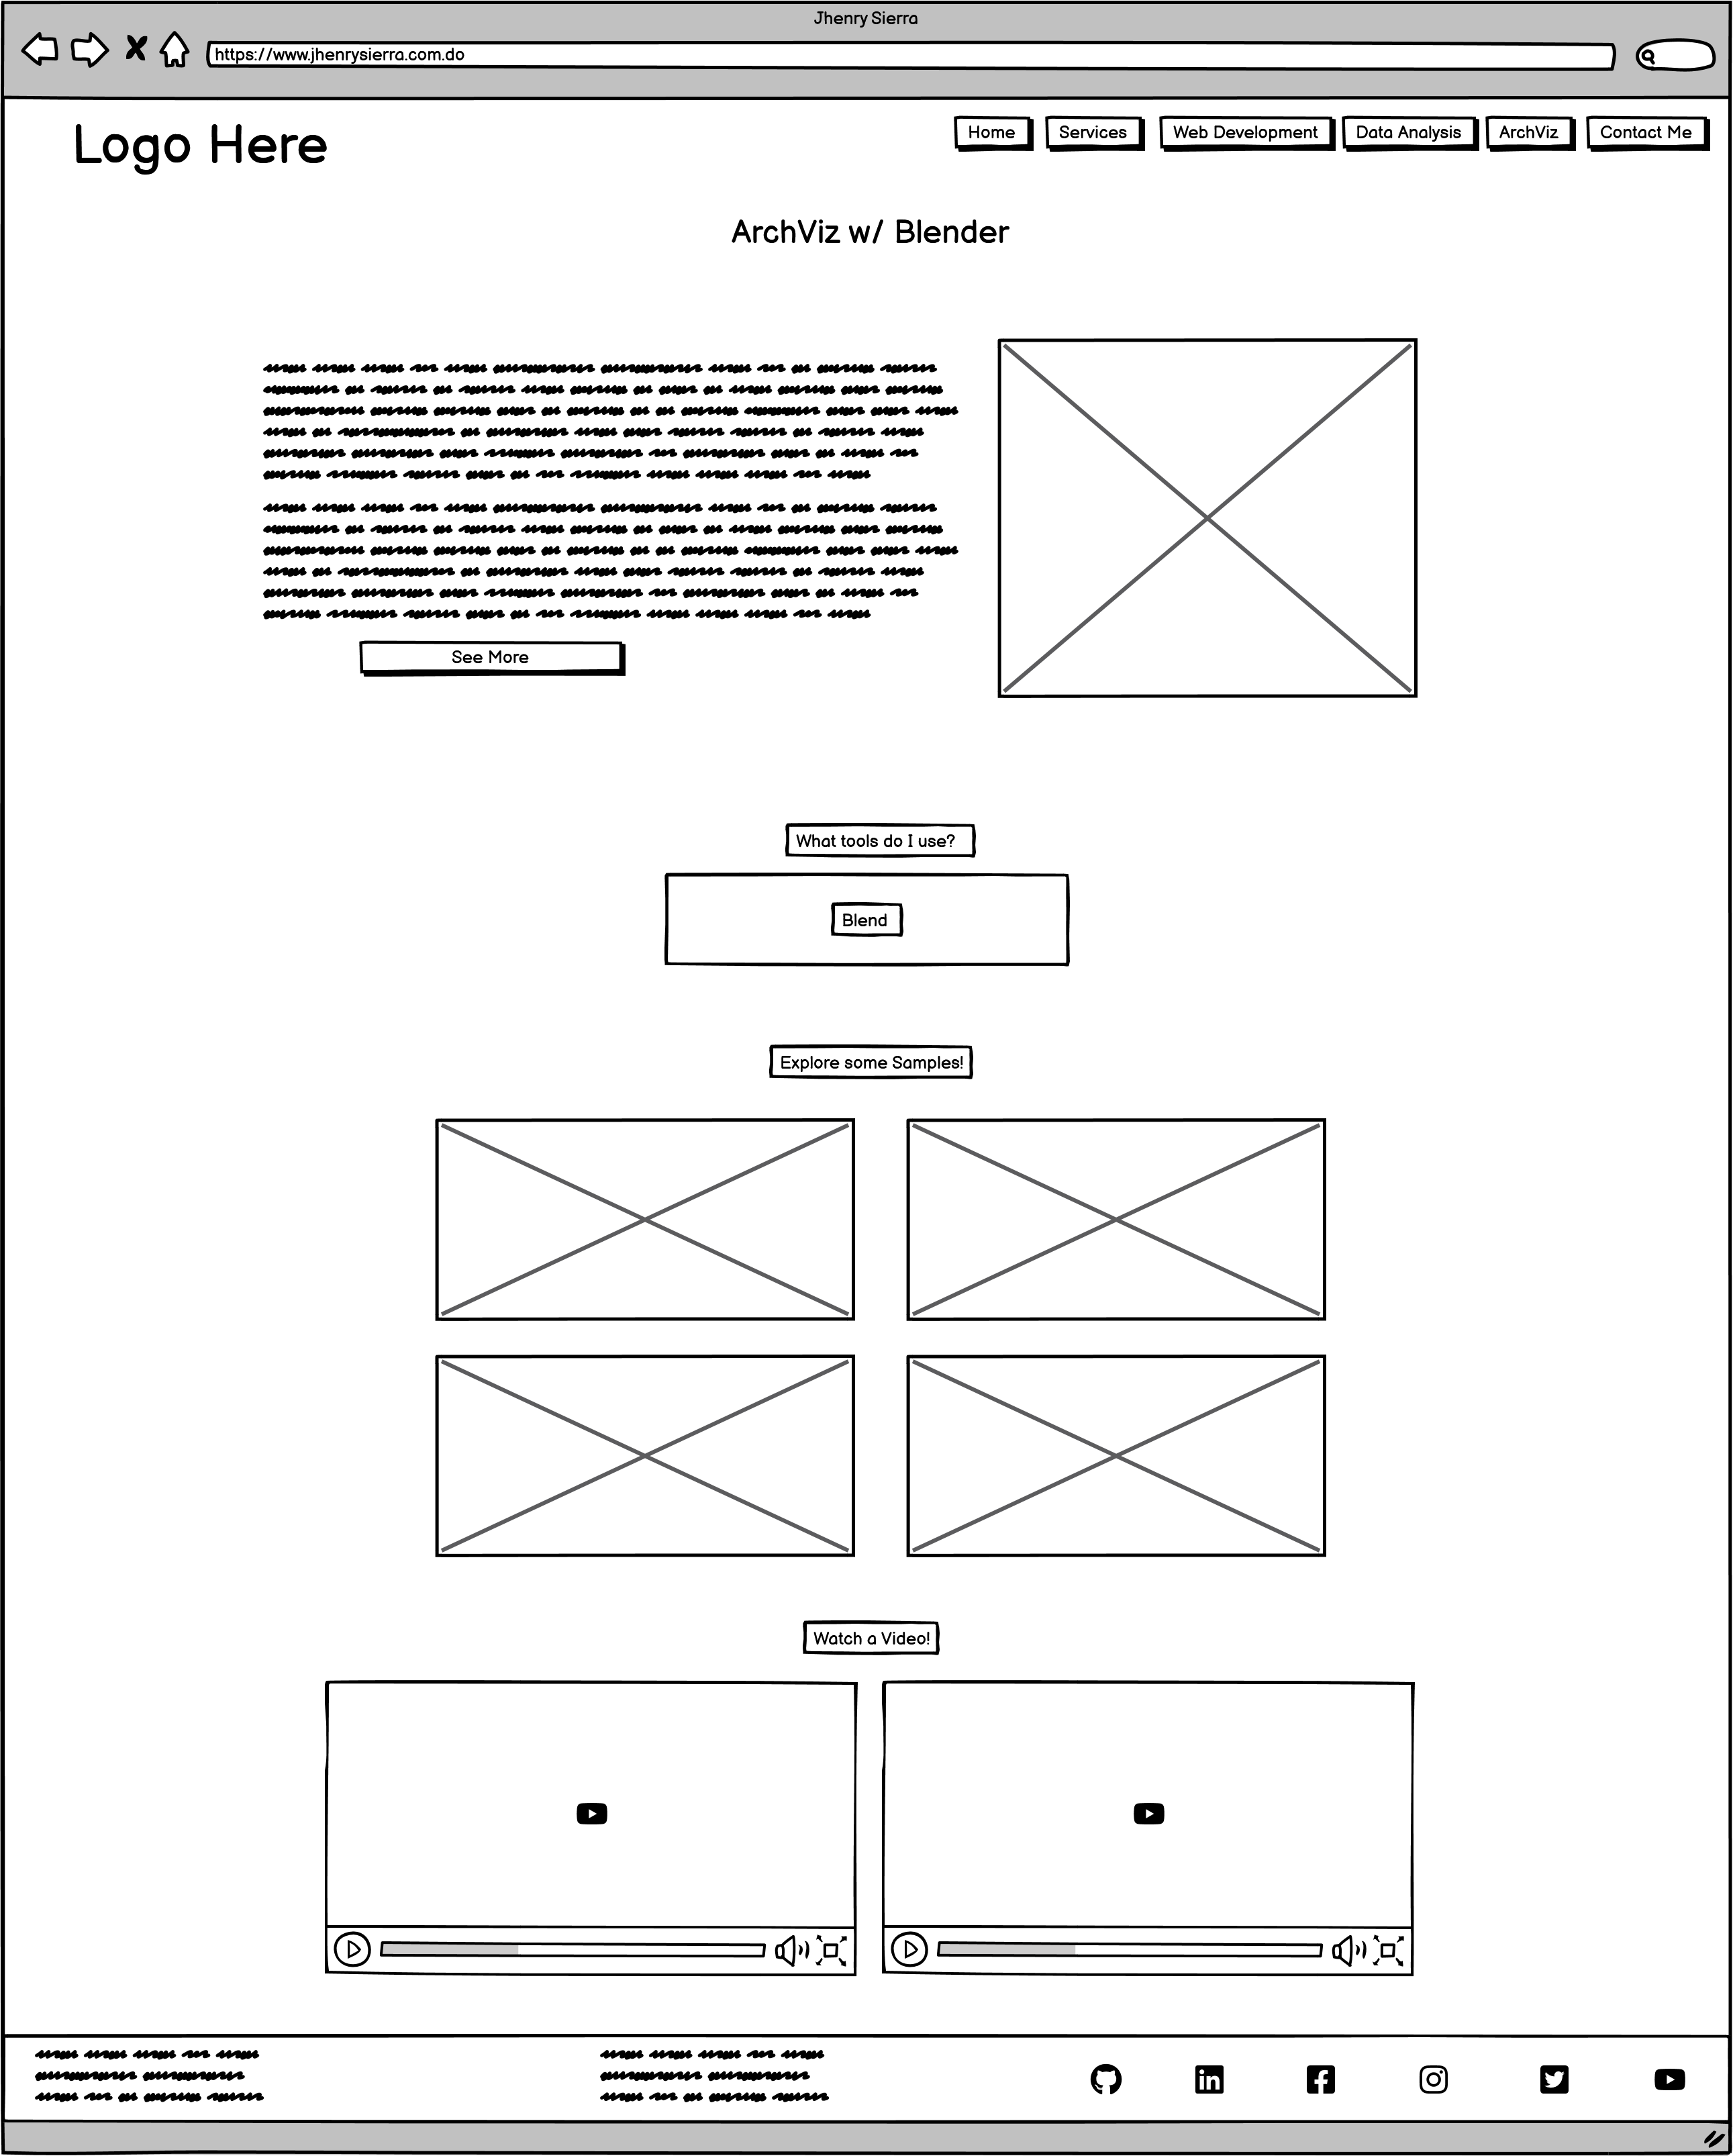 Jhenry Sierra
https://www.jhenrysierra.com.do
Logo Here
Home Services Web Development Data Analysis ArchViz Contact Me
ArchViz w/ Blender
See More
What tools do I use?
Blend
Explore some Samples!
Watch a Video!